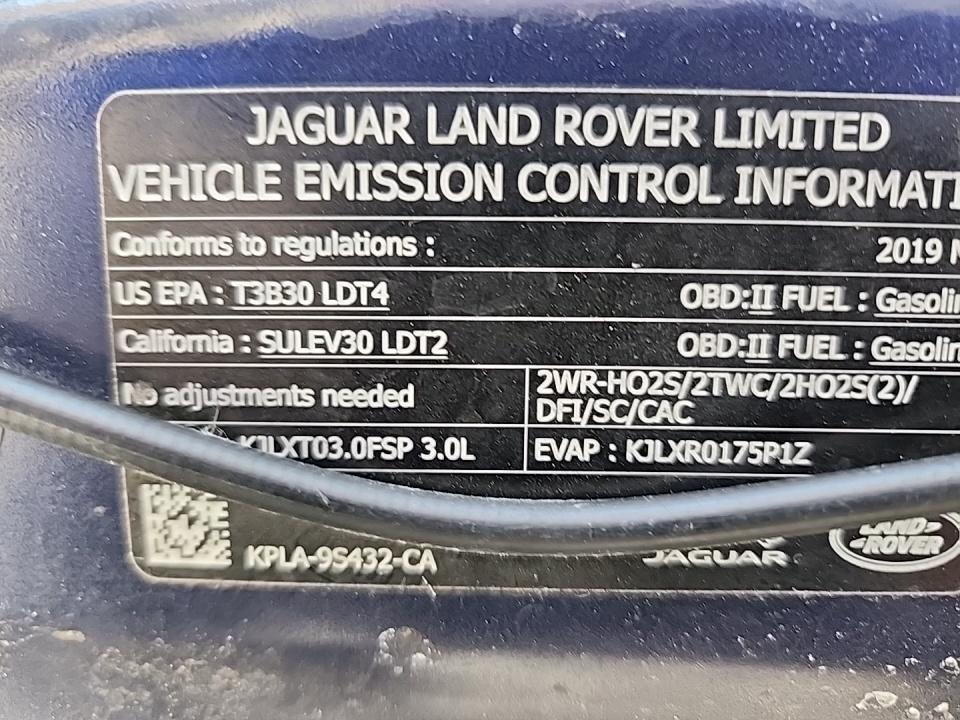 JAGUAR LAND ROVER LIMITED
VEHICLE EMISSION CONTROL INFORMATI
Conforms to regulations : 2019 M
US EPA : T3B30 LDT4 OBD:II FUEL : Gasolin
California : SULEV30 LDT2 OBD:II FUEL : Gasolin
No adjustments needed
2WR-HO2S/2TWC/2HO2S(2)/
DFI/SC/CAC
KJLXT03.0FSP 3.0L
EVAP : KJLXR0175P1Z
KPLA-9S432-CA
JAGUAR
LAND-
-ROVER